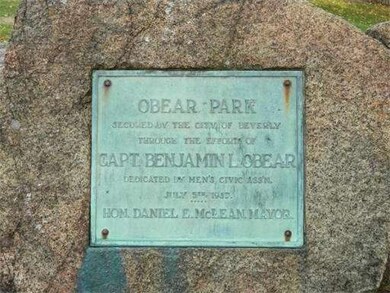 OBEAR PARK
SECURED BY THE CITY OF BEVERLY
THROUGH THE EFFORTS OF
CAPT. BENJAMIN L. OBEAR
DEDICATED BY MEN'S CIVIC ASS'N.
JULY 5TH, 1937.
HON. DANIEL E. McLEAN, MAYOR.